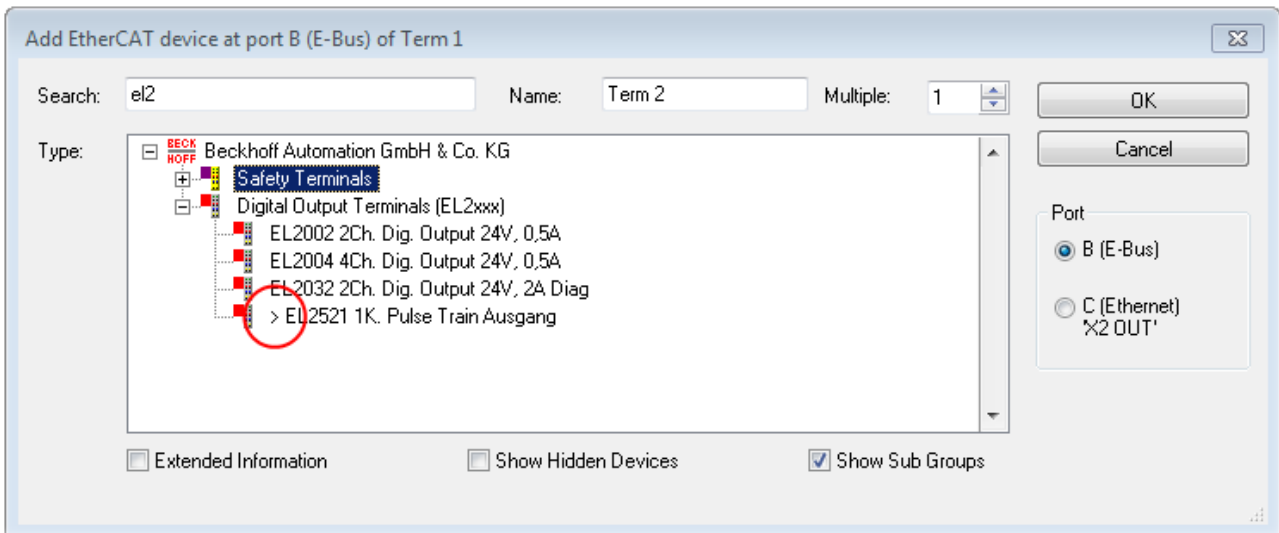 Add EtherCAT device at port B (E-Bus) of Term 1
Search: el2 Name: Term 2 Multiple: 1 OK
Type: BECKHOFF Beckhoff Automation GmbH & Co. KG Cancel
Safety Terminals
Digital Output Terminals (EL2xxx) Port
EL2002 2Ch. Dig. Output 24V, 0,5A
B (E-Bus)
EL2004 4Ch. Dig. Output 24V, 0,5A
EL2032 2Ch. Dig. Output 24V, 2A Diag
C (Ethernet)
> EL2521 1K. Pulse Train Ausgang
'X2 OUT'
Extended Information Show Hidden Devices Show Sub Groups